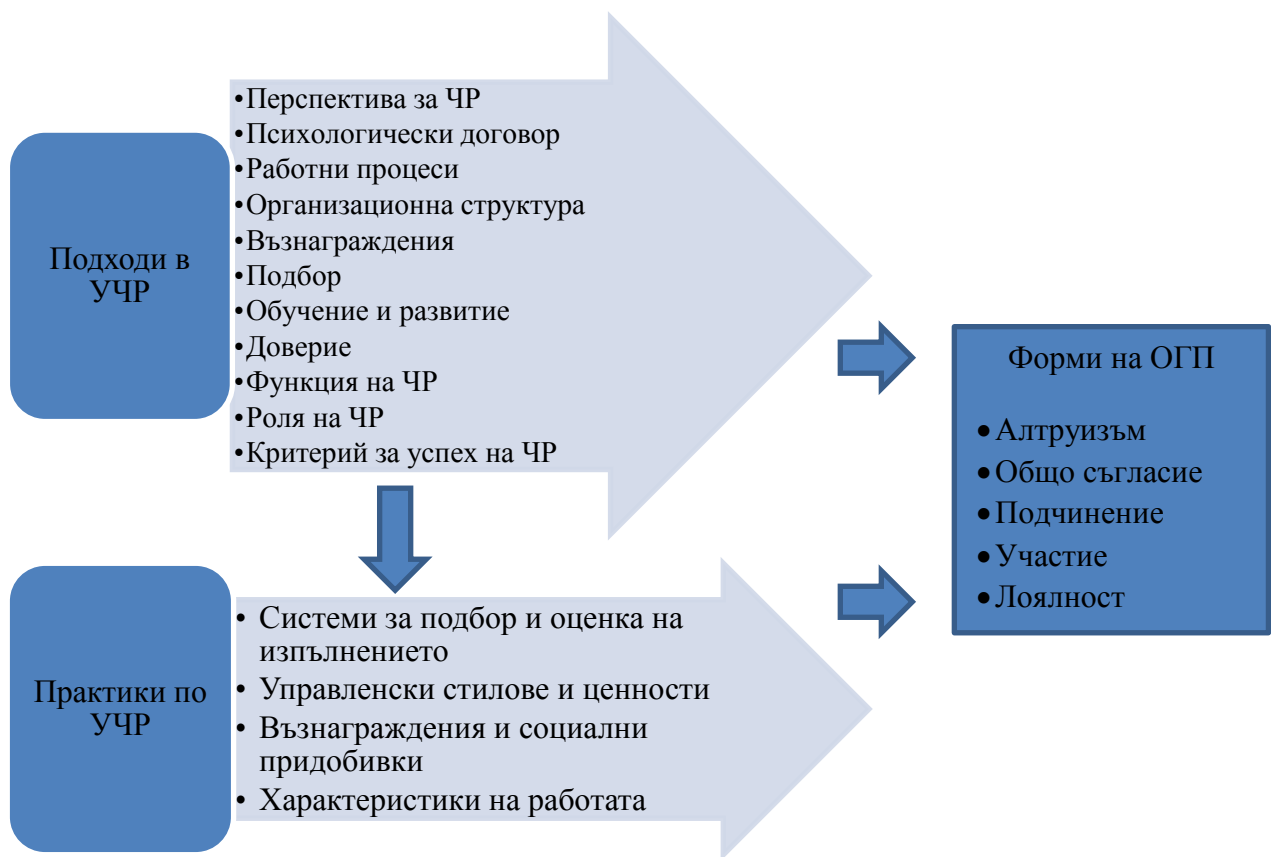 Подходи в
УЧР
•Перспектива за ЧР
•Психологически договор
•Работни процеси
•Организационна структура
•Възнаграждения
•Подбор
•Обучение и развитие
•Доверие
•Функция на ЧР
•Роля на ЧР
•Критерий за успех на ЧР
Практики по
УЧР
• Системи за подбор и оценка на
изпълнението
• Управленски стилове и ценности
• Възнаграждения и социални
придобивки
• Характеристики на работата
Форми на ОГП
•Алтруизъм
•Общо съгласие
•Подчинение
•Участие
•Лоялност